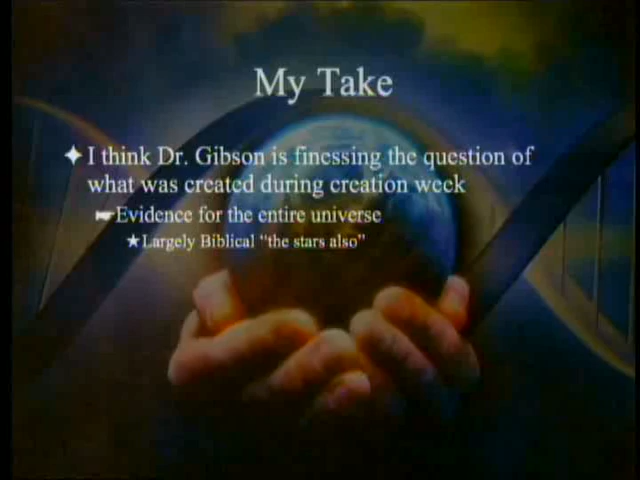 My Take
I think Dr. Gibson is finessing the question of
what was created during creation week
Evidence for the entire universe
Largely Biblical "the stars also"